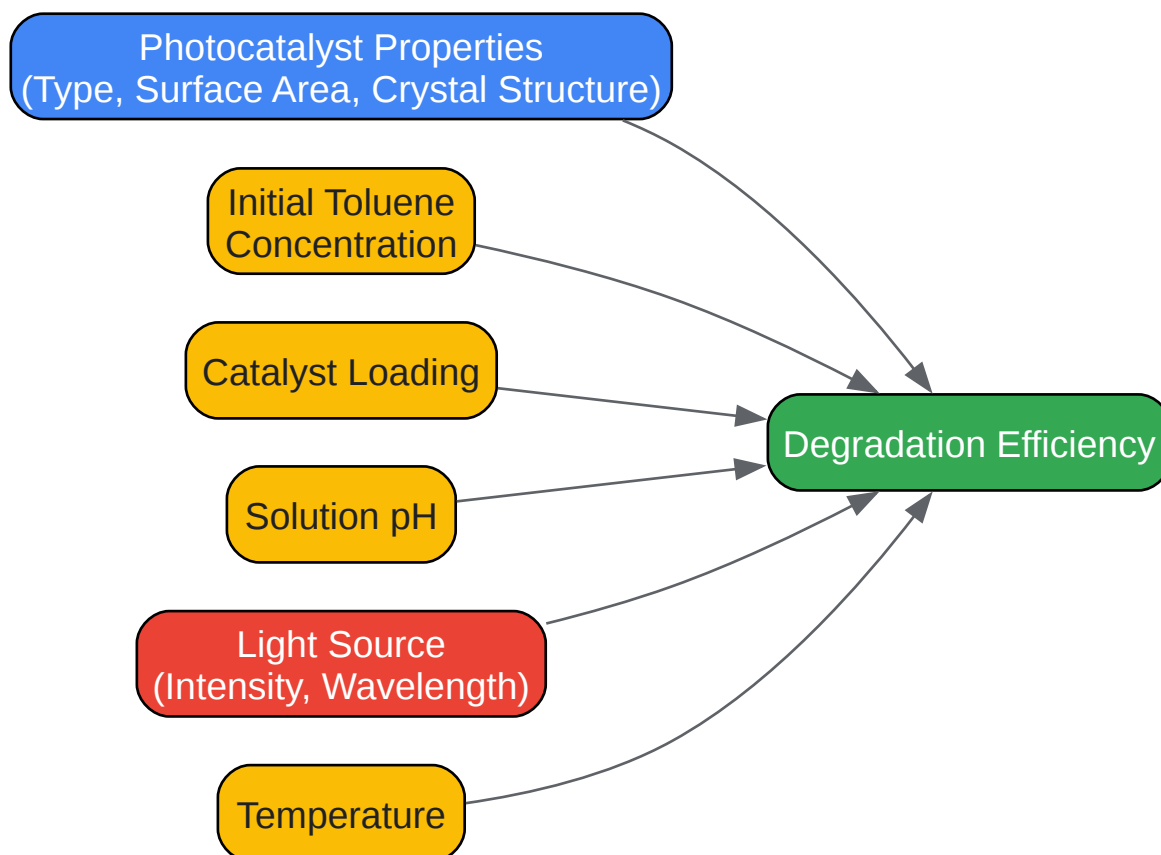 Photocatalyst Properties
(Type, Surface Area, Crystal Structure)
Initial Toluene
Concentration
Catalyst Loading
Degradation Efficiency
Solution pH
Light Source
(Intensity, Wavelength)
Temperature